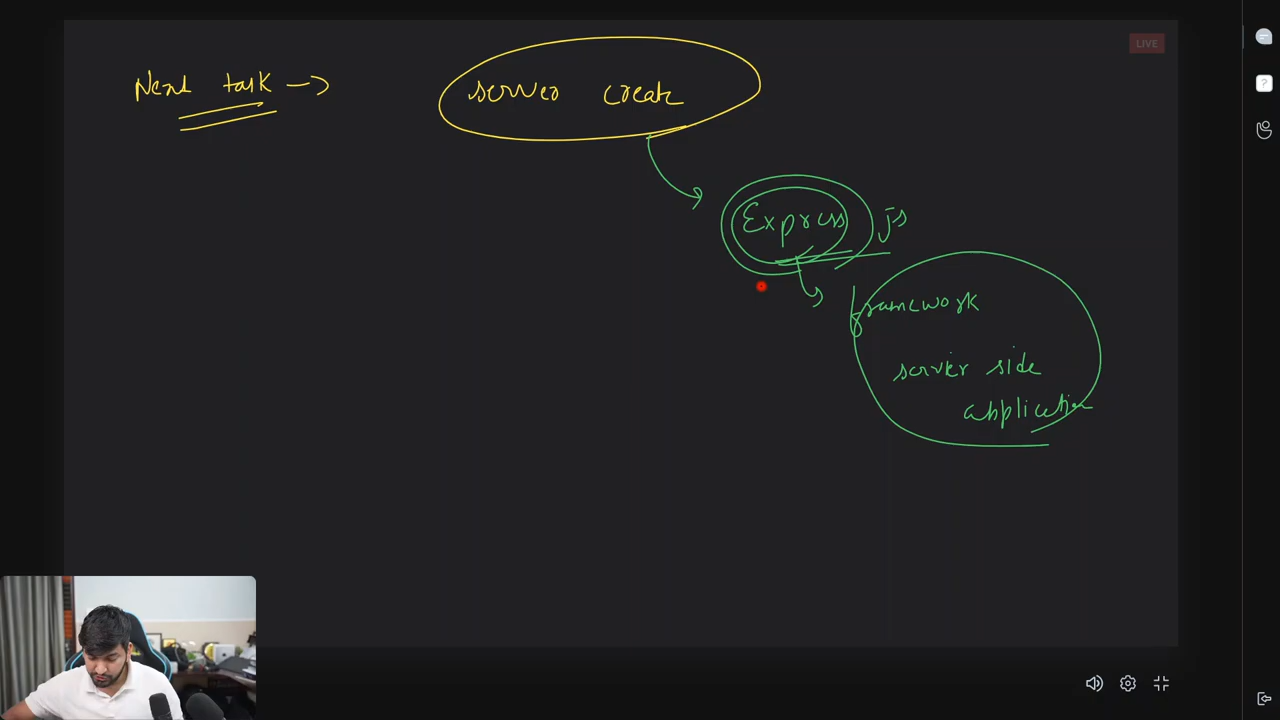 Next task →
server create
LIVE
Express js
framework
server side
application